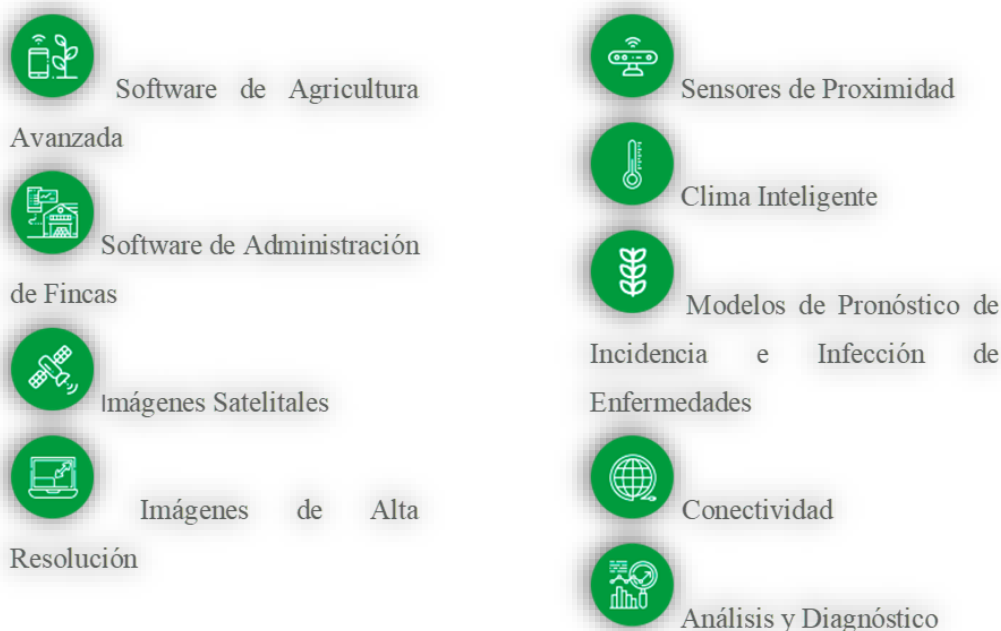 Software de Agricultura
Avanzada
Software de Administración
de Fincas
Imágenes Satelitales
Imágenes de Alta
Resolución
Sensores de Proximidad
Clima Inteligente
Modelos de Pronóstico de
Incidencia e Infección de
Enfermedades
Conectividad
Análisis y Diagnóstico